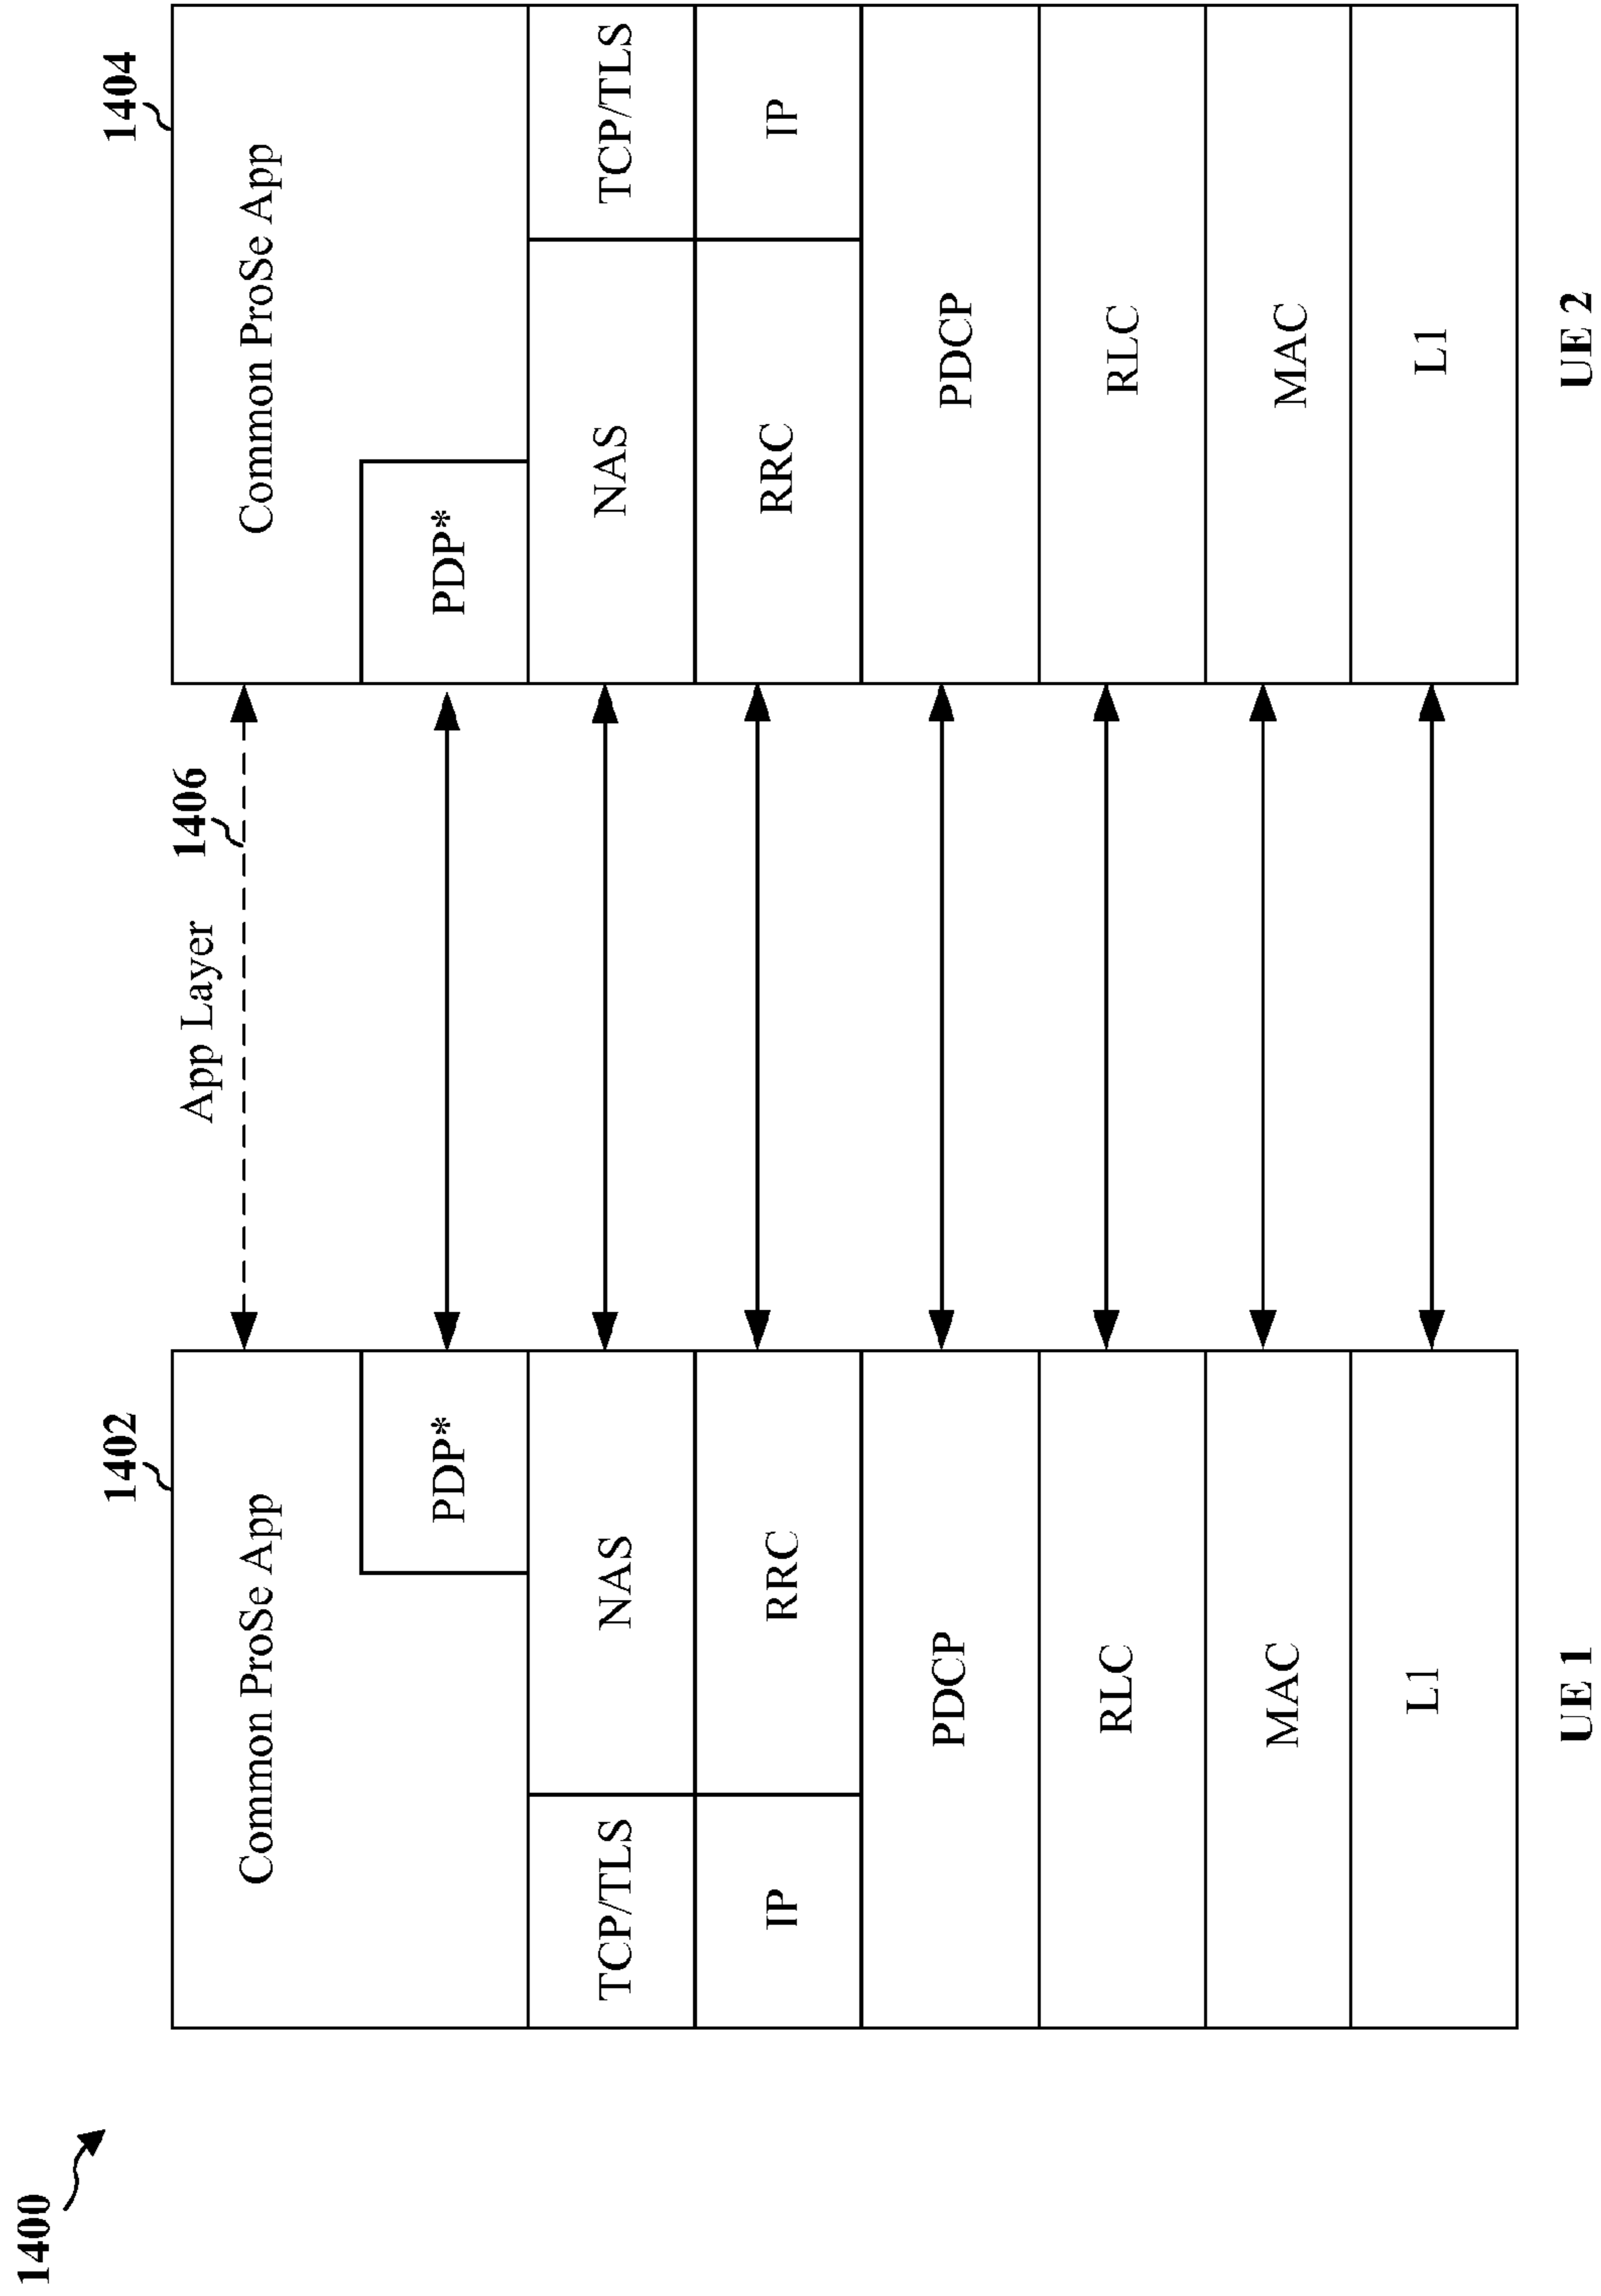 1400
1402
1404
Common ProSe App
App Layer
1406
Common ProSe App
PDP*
PDP*
TCP/TLS
NAS
NAS
TCP/TLS
IP
RRC
RRC
IP
PDCP
PDCP
RLC
RLC
MAC
MAC
L1
L1
UE 1
UE 2